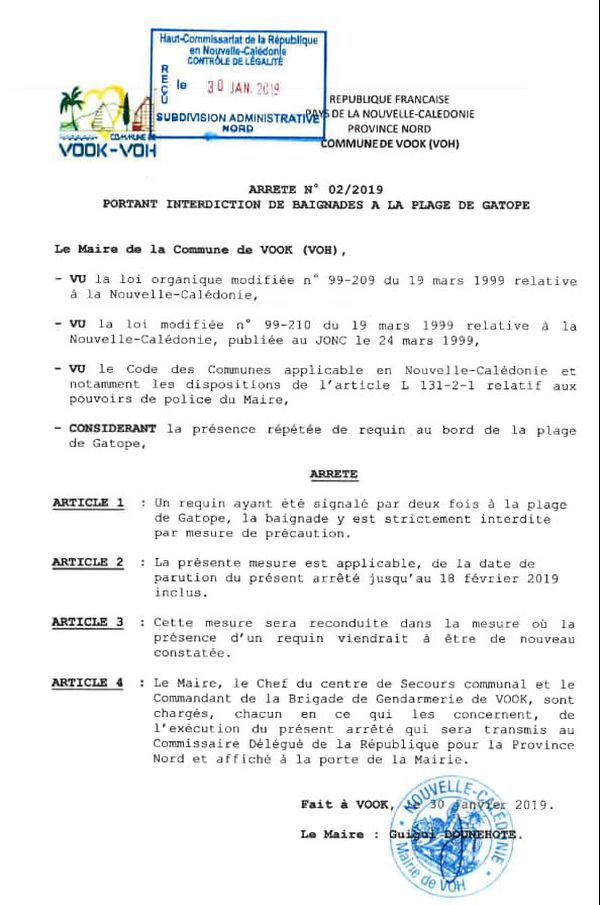 Haut-Commissariat de la République
en Nouvelle-Calédonie
CONTRÔLE DE LÉGALITÉ
REÇU
le 30 JAN. 2019
SUBDIVISION ADMINISTRATIVE
NORD
COMMUNE DE
VOOK-VOH
REPUBLIQUE FRANCAISE
PAYS DE LA NOUVELLE-CALEDONIE
PROVINCE NORD
COMMUNE DE VOOK (VOH)
ARRETE N° 02/2019
PORTANT INTERDICTION DE BAIGNADES A LA PLAGE DE GATOPE
Le Maire de la Commune de VOOK (VOH),
- VU la loi organique modifiée n° 99-209 du 19 mars 1999 relative
à la Nouvelle-Calédonie,
- VU la loi modifiée n° 99-210 du 19 mars 1999 relative à la
Nouvelle-Calédonie, publiée au JONC le 24 mars 1999,
- VU le Code des Communes applicable en Nouvelle-Calédonie et
notamment les dispositions de l'article L 131-2-1 relatif aux
pouvoirs de police du Maire,
- CONSIDERANT la présence répétée de requin au bord de la plage
de Gatope,
ARRETE
ARTICLE 1 : Un requin ayant été signalé par deux fois à la plage
de Gatope, la baignade y est strictement interdite
par mesure de précaution.
ARTICLE 2 : La présente mesure est applicable, de la date de
parution du présent arrêté jusqu'au 18 février 2019
inclus.
ARTICLE 3 : Cette mesure sera reconduite dans la mesure où la
présence d'un requin viendrait à être de nouveau
constatée.
ARTICLE 4 : Le Maire, le Chef du centre de Secours communal et le
Commandant de la Brigade de Gendarmerie de VOOK, sont
chargés, chacun en ce qui les concernent, de
l'exécution du présent arrêté qui sera transmis au
Commissaire Délégué de la République pour la Province
Nord et affiché à la porte de la Mairie.
Fait à VOOK, le 30 janvier 2019.
Le Maire : Guigui DOUNEHOTE.
NOUVELLE-CALÉDONIE
Mairie de VOH